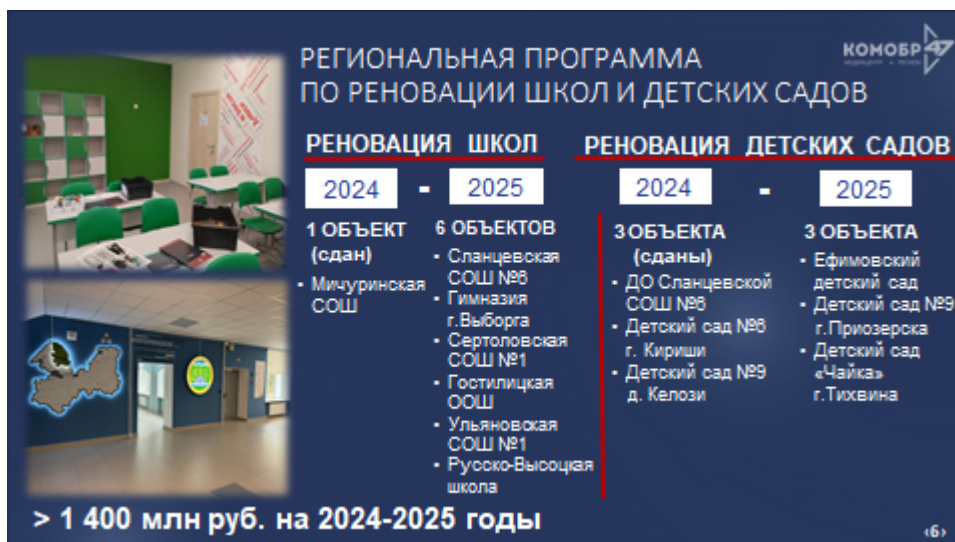 РЕГИОНАЛЬНАЯ ПРОГРАММА
ПО РЕНОВАЦИИ ШКОЛ И ДЕТСКИХ САДОВ
КОМОБР 47
РЕНОВАЦИЯ ШКОЛ
2024 - 2025
1 ОБЪЕКТ
(сдан)
▪ Мичуринская
СОШ
6 ОБЪЕКТОВ
▪ Сланцевская
СОШ №6
▪ Гимназия
г.Выборга
▪ Сертоловская
СОШ №1
▪ Гостилицкая
ООШ
▪ Ульяновская
СОШ №1
▪ Русско-Высоцкая
школа
РЕНОВАЦИЯ ДЕТСКИХ САДОВ
2024 - 2025
3 ОБЪЕКТА
(сданы)
▪ ДО Сланцевской
СОШ №6
▪ Детский сад №6
г. Кириши
▪ Детский сад №9
д. Келози
3 ОБЪЕКТА
▪ Ефимовский
детский сад
▪ Детский сад №9
г.Приозерска
▪ Детский сад
«Чайка»
г.Тихвина
> 1 400 млн руб. на 2024-2025 годы
‹6›